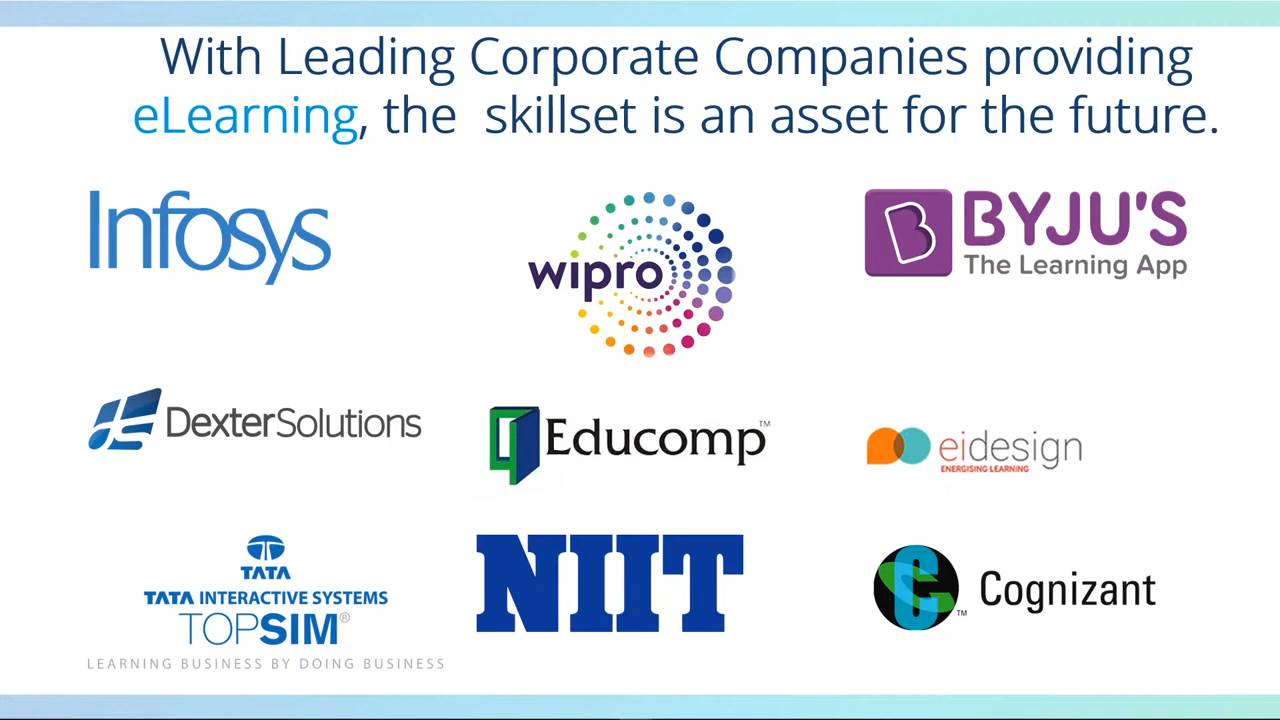 With Leading Corporate Companies providing
eLearning, the skillset is an asset for the future.
Infosys
wipro
BYJU'S
The Learning App
DexterSolutions
Educomp™
eidesign
ENERGISING LEARNING
TATA
TATA INTERACTIVE SYSTEMS
TOPSIM®
LEARNING BUSINESS BY DOING BUSINESS
NIIT
Cognizant
TM